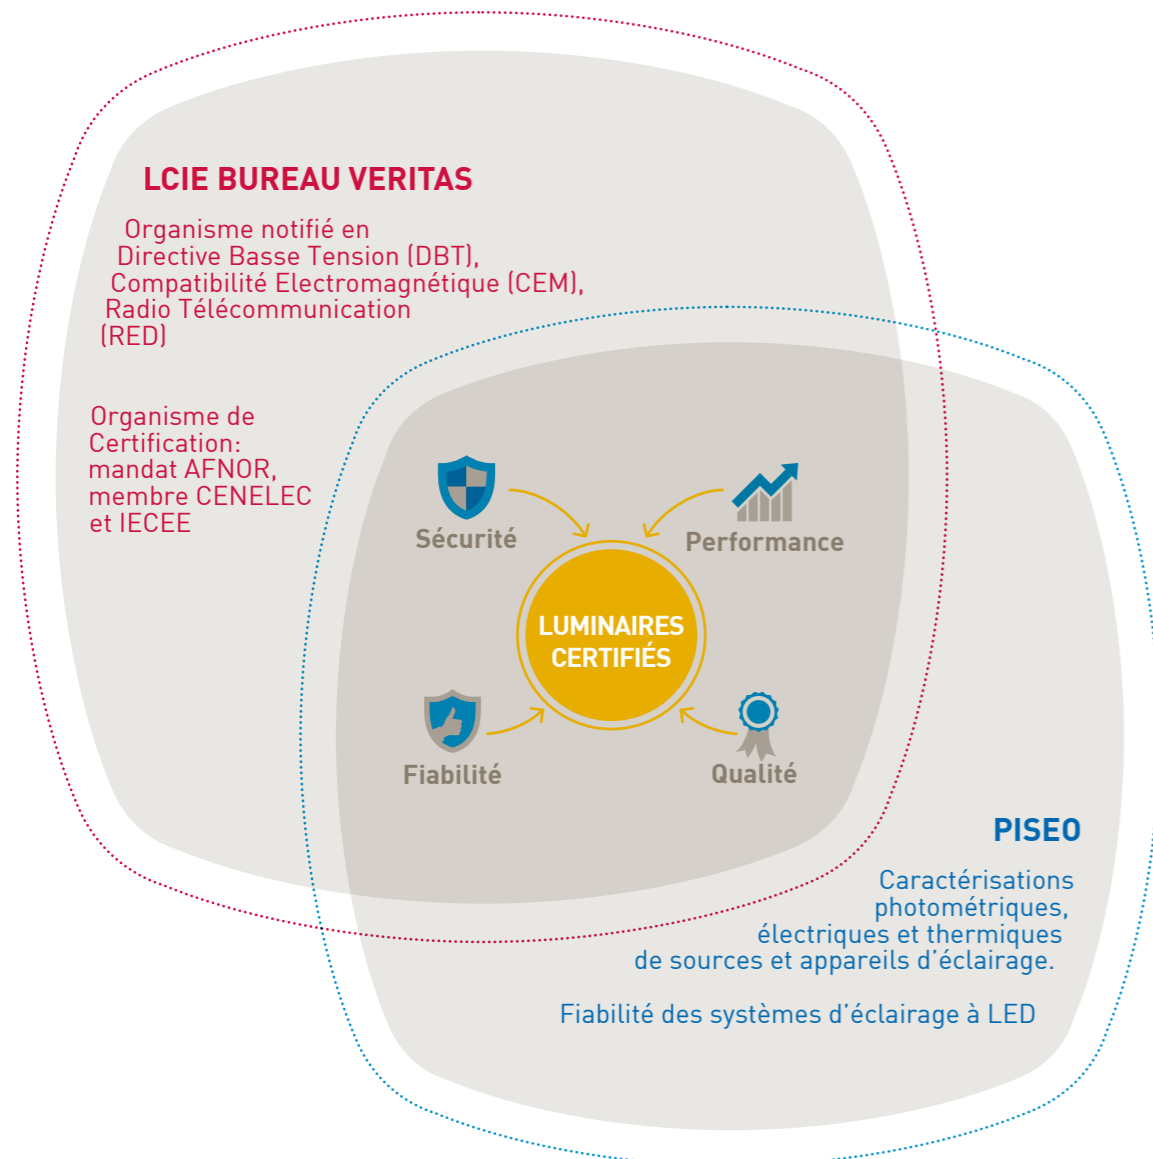 LCIE BUREAU VERITAS
Organisme notifié en
Directive Basse Tension (DBT),
Compatibilité Electromagnétique (CEM),
Radio Télécommunication
(RED)
Organisme de
Certification:
mandat AFNOR,
membre CENELEC
et IECEE
Sécurité
Performance
LUMINAIRES
CERTIFIÉS
Fiabilité
Qualité
PISEO
Caractérisations
photométriques,
électriques et thermiques
de sources et appareils d’éclairage.
Fiabilité des systèmes d’éclairage à LED